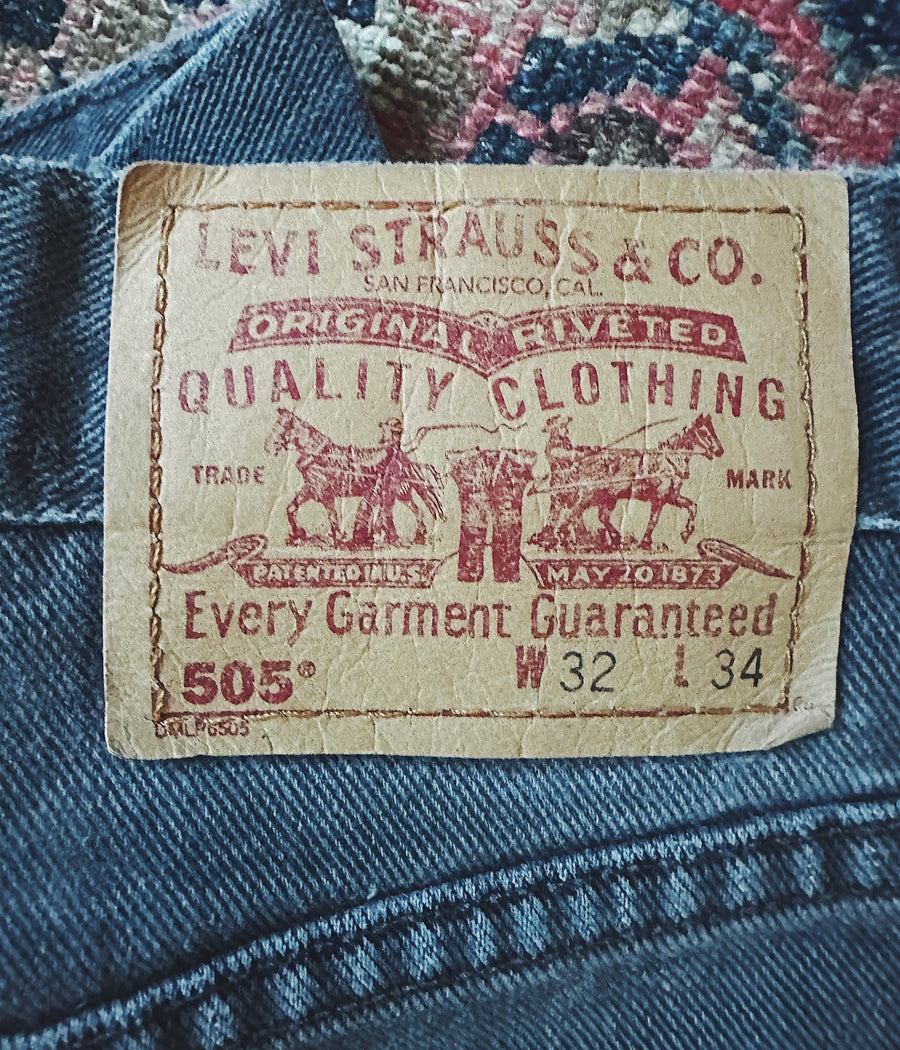 LEVI STRAUSS & CO.
SAN FRANCISCO, CAL.
ORIGINAL RIVETED
QUALITY CLOTHING
TRADE MARK
PATENTED IN U.S. MAY 20 1873
Every Garment Guaranteed
505® W 32 L 34
DMLP6505